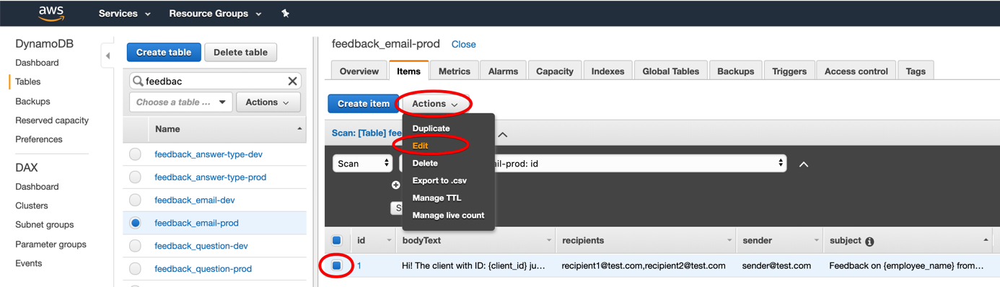 aws Services Resource Groups
DynamoDB
Dashboard
Tables
Backups
Reserved capacity
Preferences
DAX
Dashboard
Clusters
Subnet groups
Parameter groups
Events
Create table Delete table
feedbac
Choose a table ... Actions
Name
feedback_answer-type-dev
feedback_answer-type-prod
feedback_email-dev
feedback_email-prod
feedback_question-dev
feedback_question-prod
feedback_email-prod Close
Overview Items Metrics Alarms Capacity Indexes Global Tables Backups Triggers Access control Tags
Create item Actions
Duplicate
Edit
Delete
Export to .csv
Manage TTL
Manage live count
Scan: [Table] fee
Scan il-prod: id
S
id bodyText recipients sender subject
1 Hi! The client with ID: {client_id} ju... recipient1@test.com,recipient2@test.com sender@test.com Feedback on {employee_name} from...